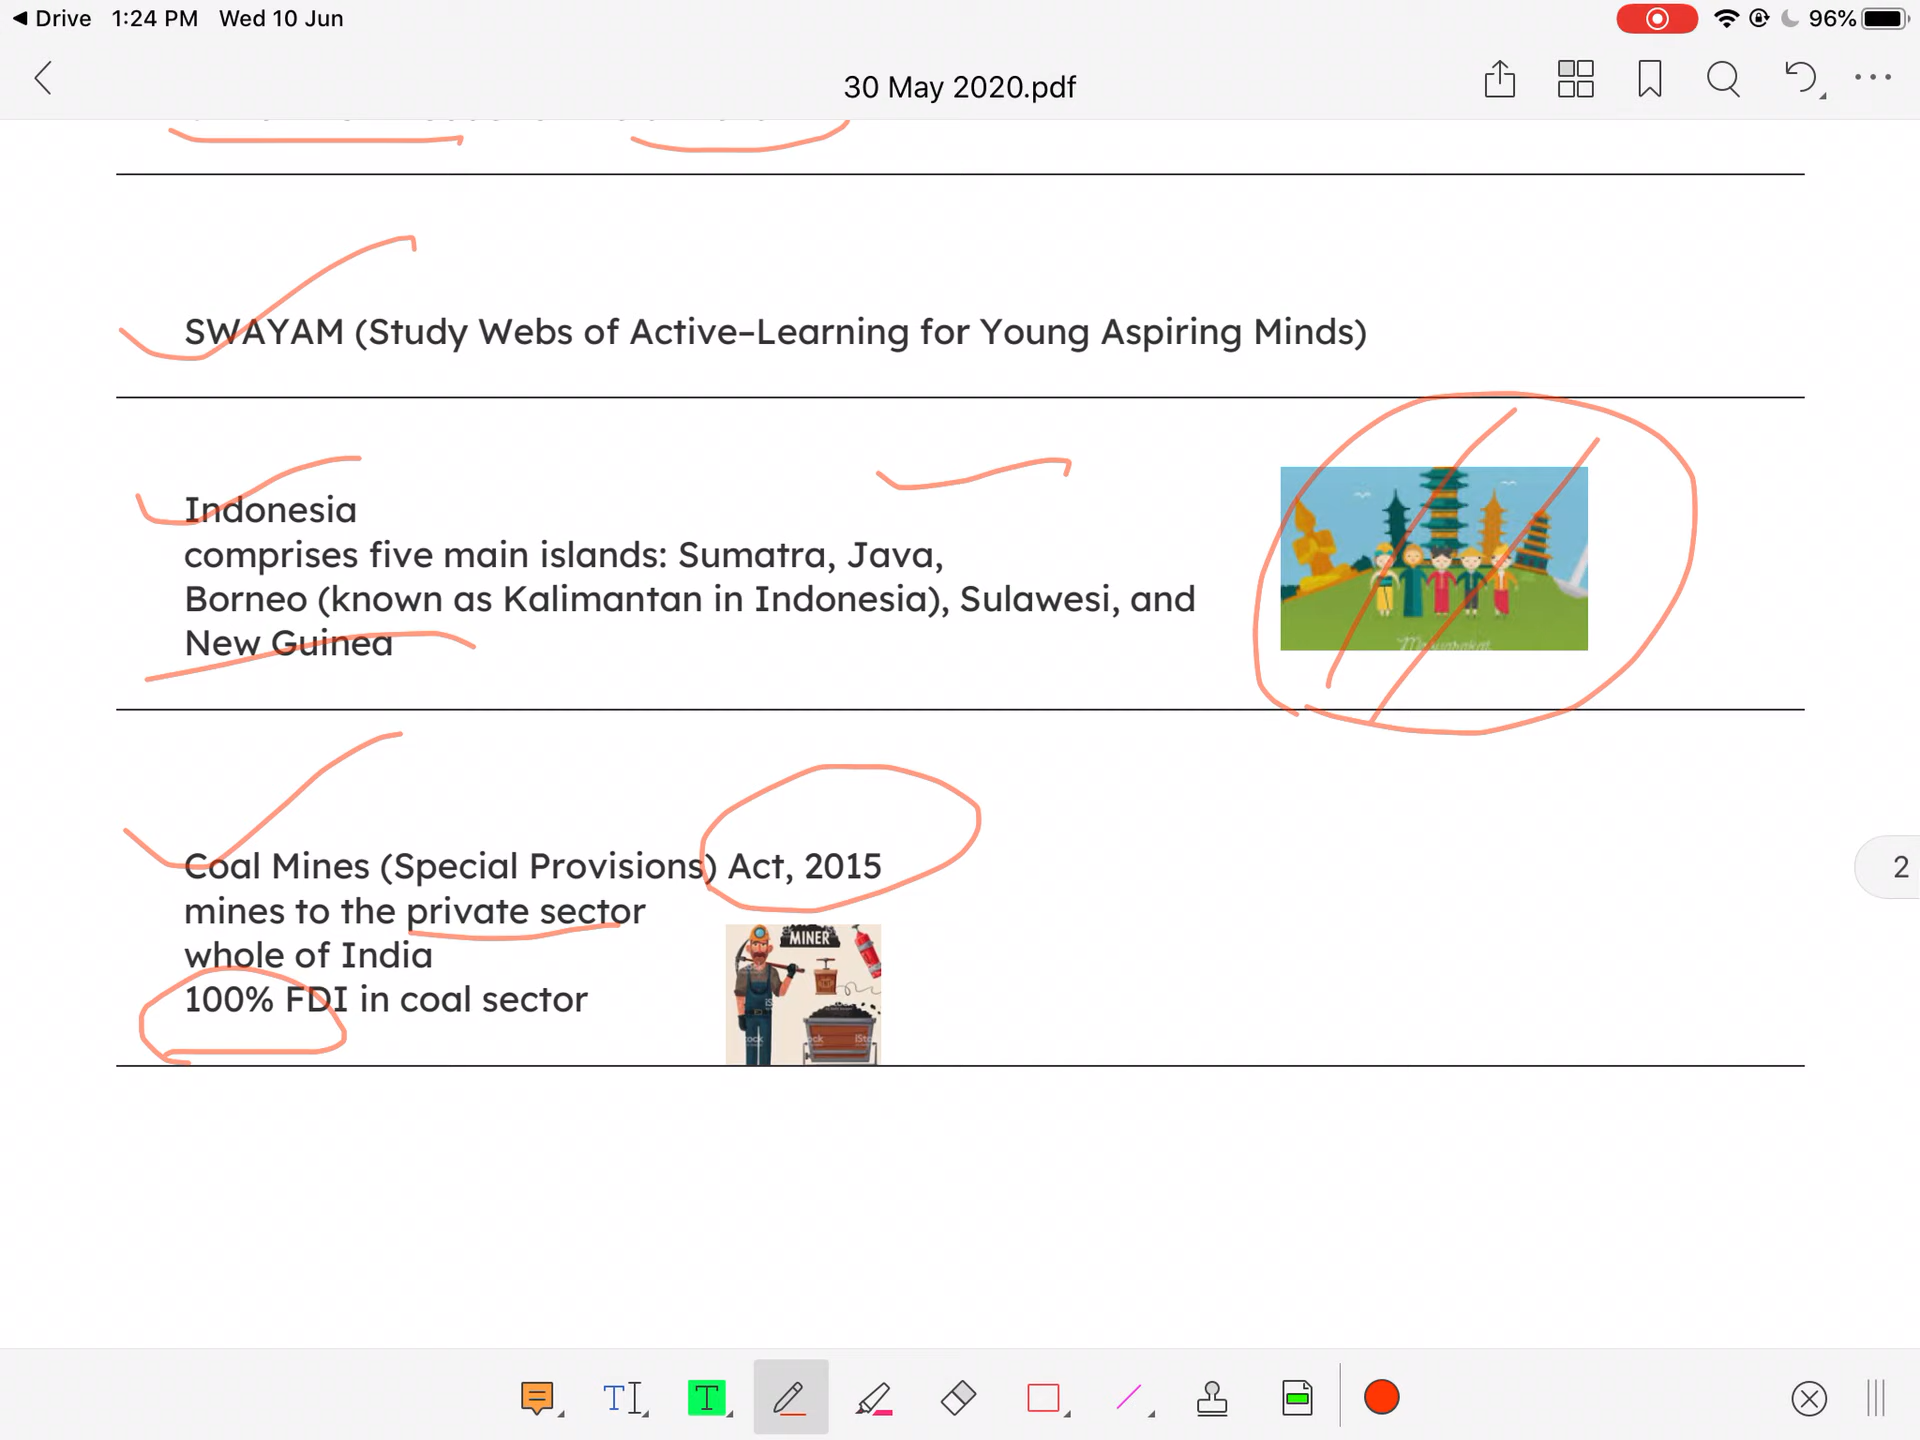 Drive 1:24 PM Wed 10 Jun 96%
30 May 2020.pdf
SWAYAM (Study Webs of Active–Learning for Young Aspiring Minds)
Indonesia
comprises five main islands: Sumatra, Java,
Borneo (known as Kalimantan in Indonesia), Sulawesi, and
New Guinea
Coal Mines (Special Provisions) Act, 2015
mines to the private sector
whole of India
100% FDI in coal sector
MINER
2